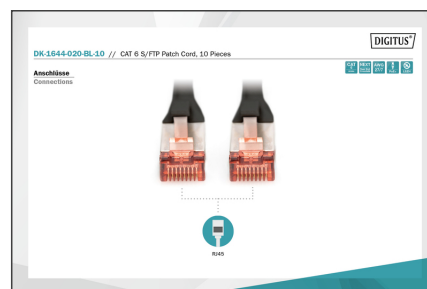 DIGITUS®
DK-1644-020-BL-10 // CAT 6 S/FTP Patch Cord, 10 Pieces
Anschlüsse
Connections
RJ45